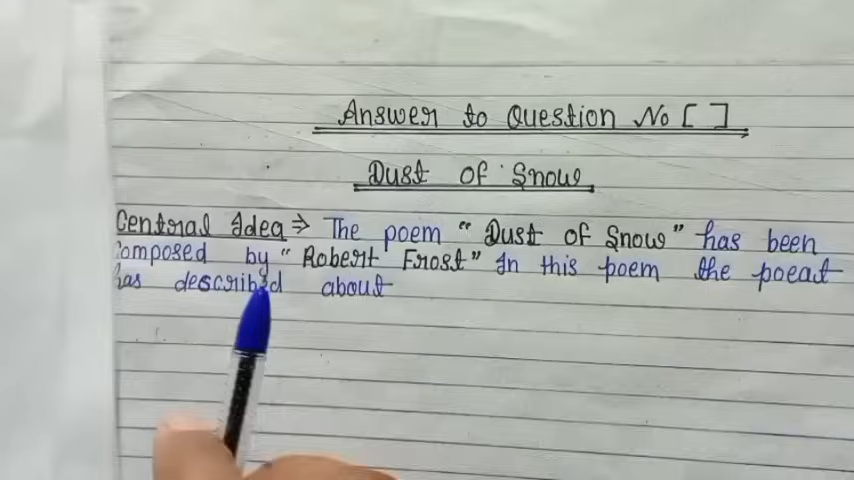 Answer to Question No [ ]
Dust of Snow
Central Idea ⇒ The poem " Dust of Snow " has been
Composed by " Robert Frost " In this poem the poeat
has described about